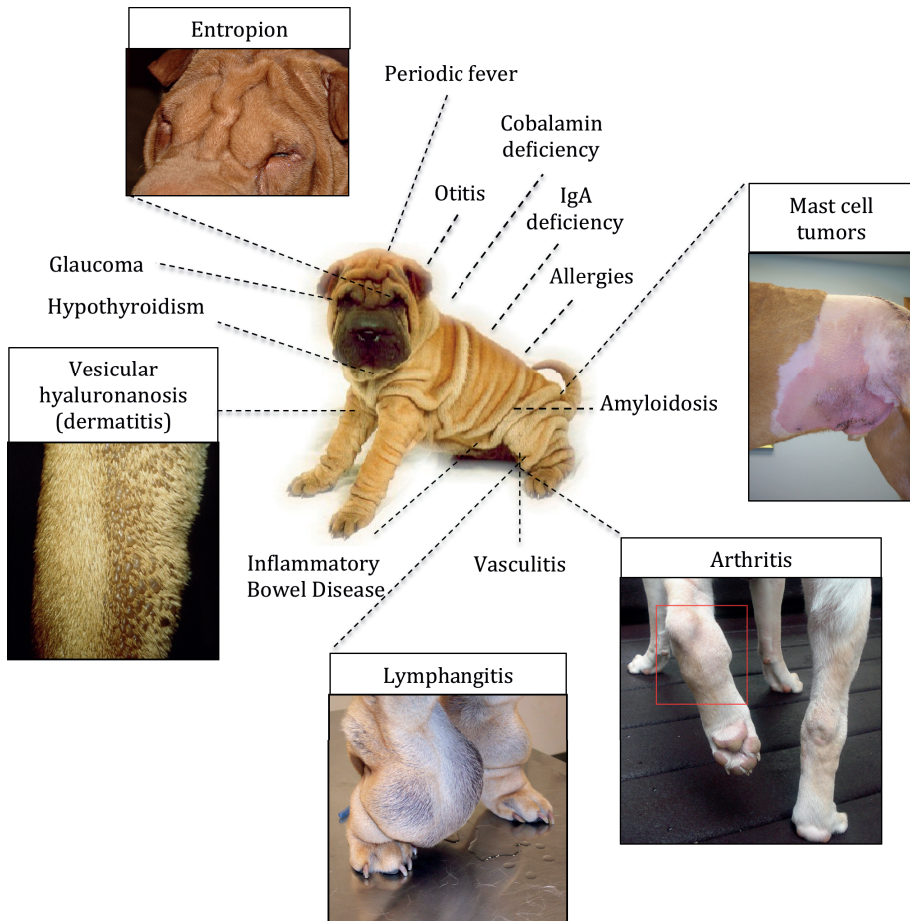 Entropion
Periodic fever
Cobalamin
deficiency
Otitis
IgA
deficiency
Mast cell
tumors
Glaucoma
Allergies
Hypothyroidism
Vesicular
hyaluronanosis
(dermatitis)
Amyloidosis
Inflammatory
Bowel Disease
Vasculitis
Arthritis
Lymphangitis